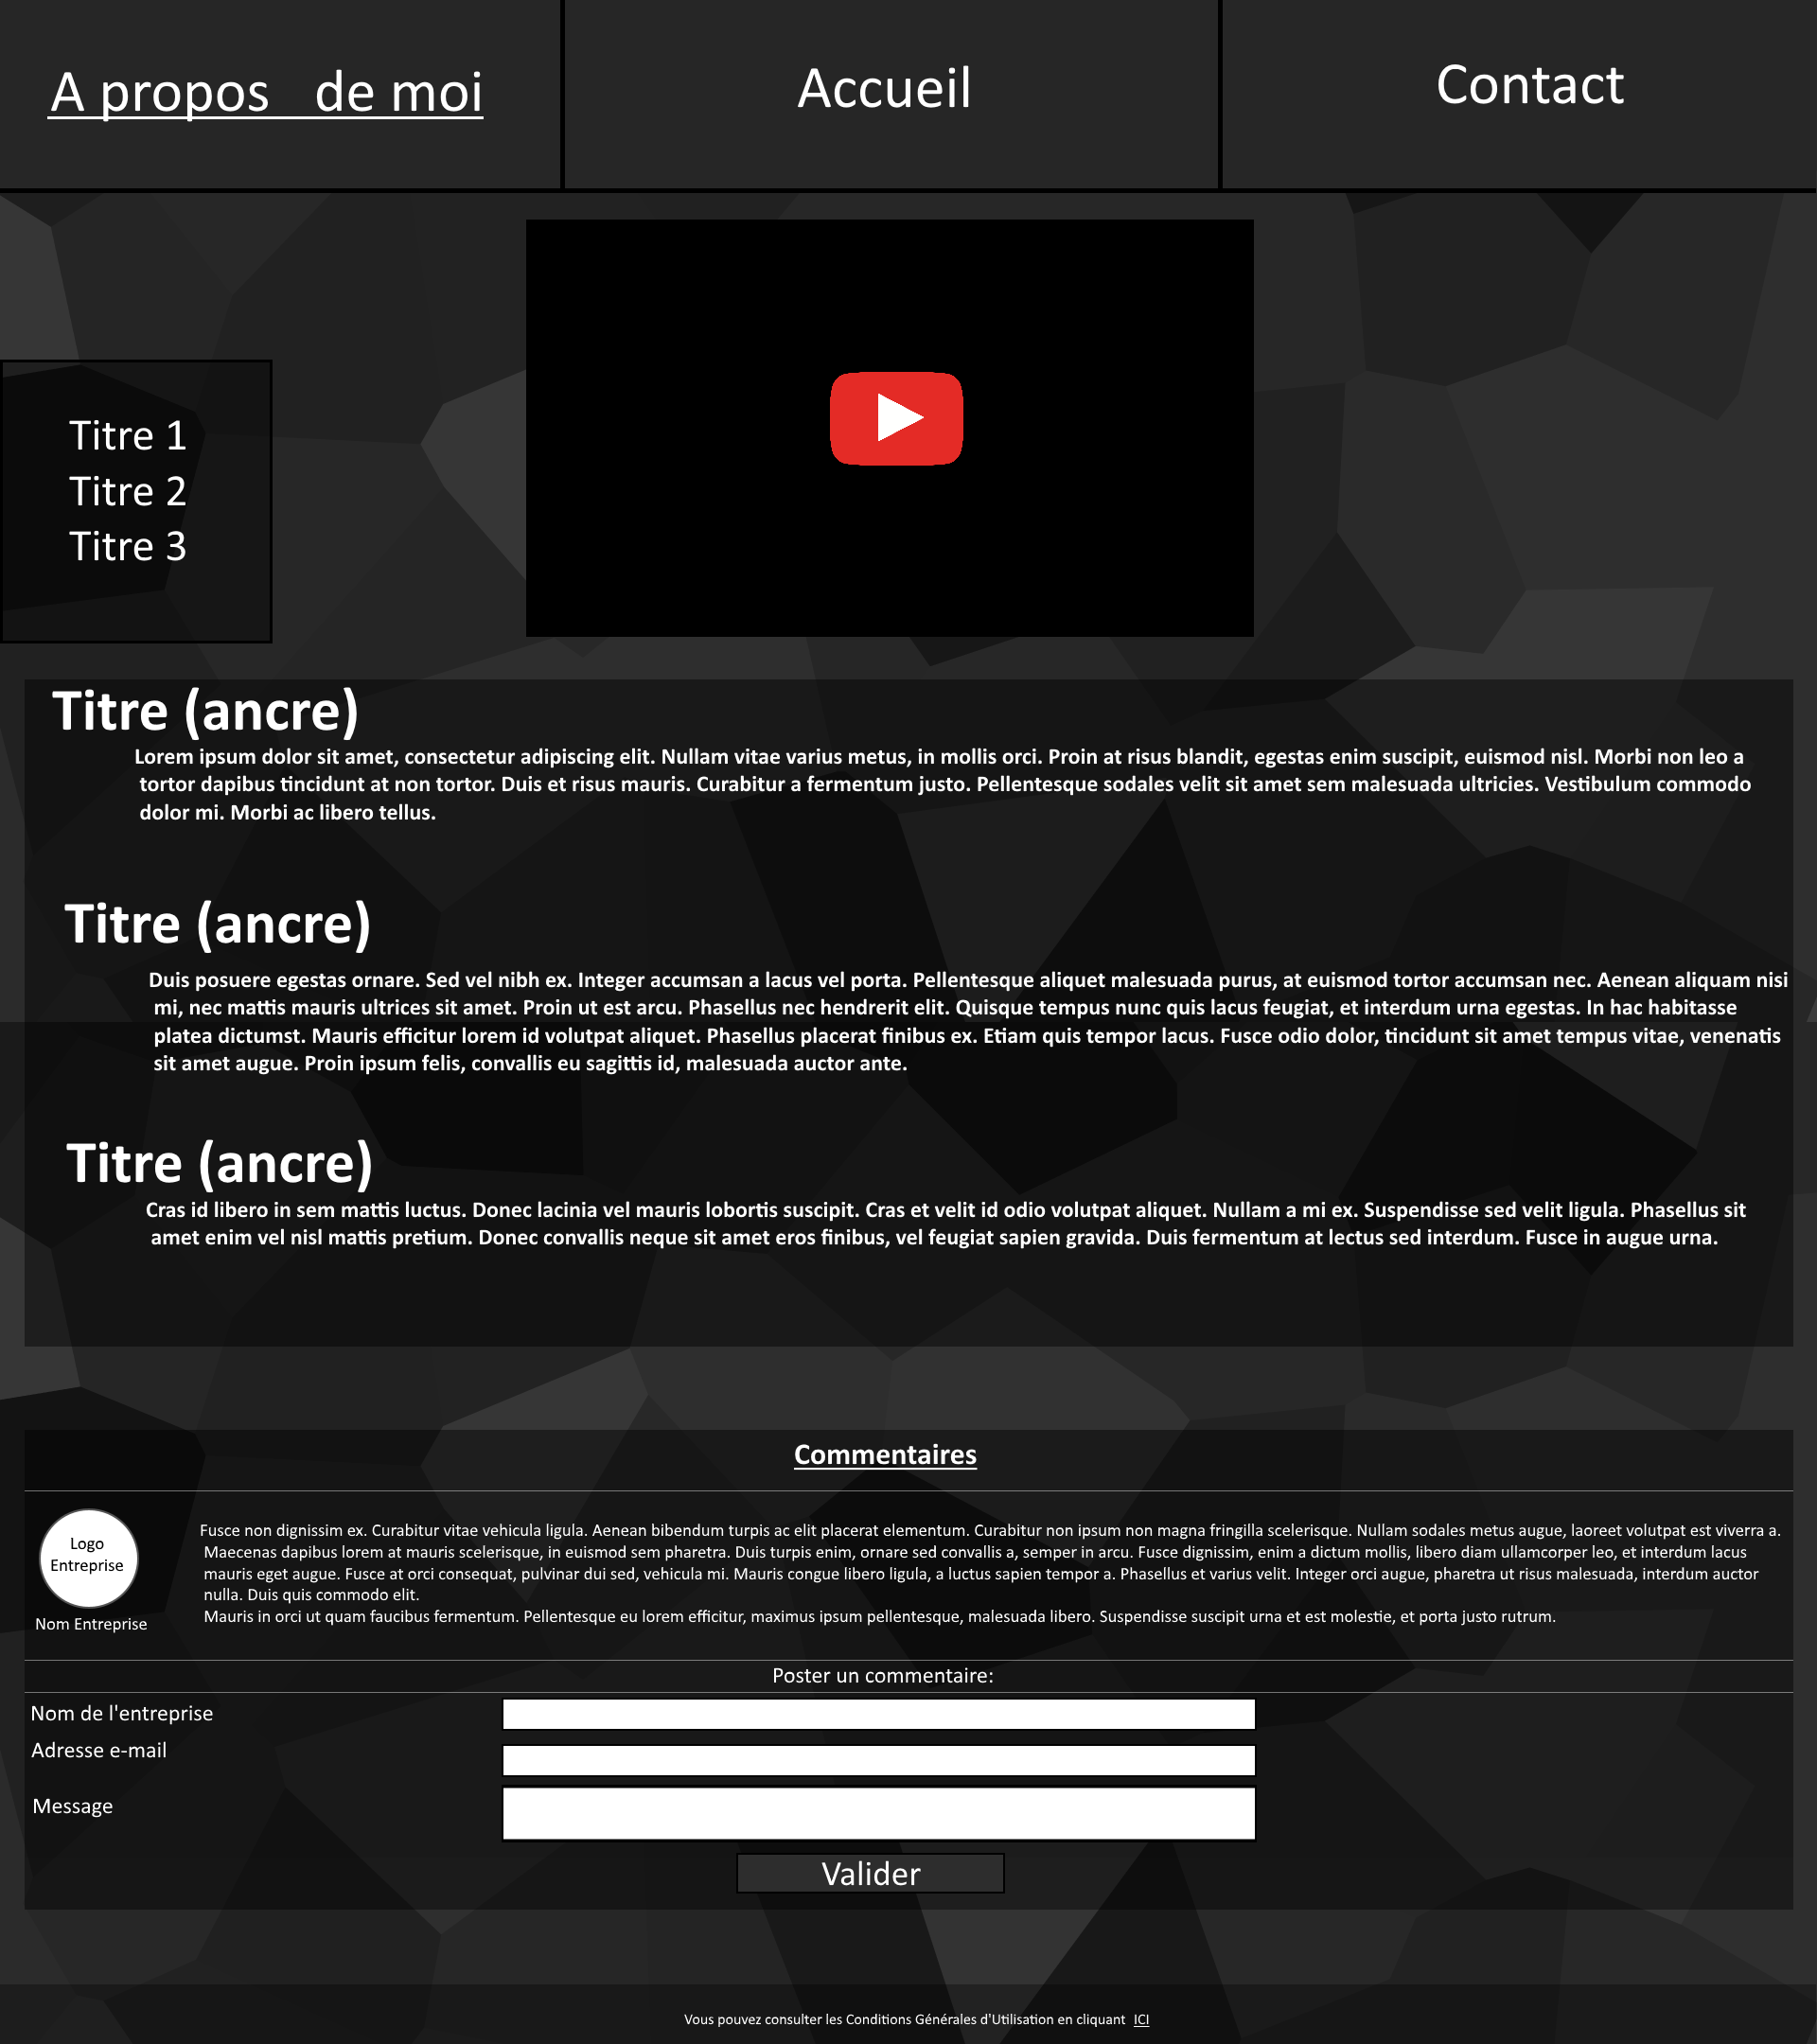 A propos de moi
Accueil
Contact
Titre 1
Titre 2
Titre 3
Titre (ancre)
Lorem ipsum dolor sit amet, consectetur adipiscing elit. Nullam vitae varius metus, in mollis orci. Proin at risus blandit, egestas enim suscipit, euismod nisl. Morbi non leo a
tortor dapibus tincidunt at non tortor. Duis et risus mauris. Curabitur a fermentum justo. Pellentesque sodales velit sit amet sem malesuada ultricies. Vestibulum commodo
dolor mi. Morbi ac libero tellus.
Titre (ancre)
Duis posuere egestas ornare. Sed vel nibh ex. Integer accumsan a lacus vel porta. Pellentesque aliquet malesuada purus, at euismod tortor accumsan nec. Aenean aliquam nisi
mi, nec mattis mauris ultrices sit amet. Proin ut est arcu. Phasellus nec hendrerit elit. Quisque tempus nunc quis lacus feugiat, et interdum urna egestas. In hac habitasse
platea dictumst. Mauris efficitur lorem id volutpat aliquet. Phasellus placerat finibus ex. Etiam quis tempor lacus. Fusce odio dolor, tincidunt sit amet tempus vitae, venenatis
sit amet augue. Proin ipsum felis, convallis eu sagittis id, malesuada auctor ante.
Titre (ancre)
Cras id libero in sem mattis luctus. Donec lacinia vel mauris lobortis suscipit. Cras et velit id odio volutpat aliquet. Nullam a mi ex. Suspendisse sed velit ligula. Phasellus sit
amet enim vel nisl mattis pretium. Donec convallis neque sit amet eros finibus, vel feugiat sapien gravida. Duis fermentum at lectus sed interdum. Fusce in augue urna.
Commentaires
Logo
Entreprise
Nom Entreprise
Fusce non dignissim ex. Curabitur vitae vehicula ligula. Aenean bibendum turpis ac elit placerat elementum. Curabitur non ipsum non magna fringilla scelerisque. Nullam sodales metus augue, laoreet volutpat est viverra a.
Maecenas dapibus lorem at mauris scelerisque, in euismod sem pharetra. Duis turpis enim, ornare sed convallis a, semper in arcu. Fusce dignissim, enim a dictum mollis, libero diam ullamcorper leo, et interdum lacus
mauris eget augue. Fusce at orci consequat, pulvinar dui sed, vehicula mi. Mauris congue libero ligula, a luctus sapien tempor a. Phasellus et varius velit. Integer orci augue, pharetra ut risus malesuada, interdum auctor
nulla. Duis quis commodo elit.
Mauris in orci ut quam faucibus fermentum. Pellentesque eu lorem efficitur, maximus ipsum pellentesque, malesuada libero. Suspendisse suscipit urna et est molestie, et porta justo rutrum.
Poster un commentaire:
Nom de l'entreprise
Adresse e-mail
Message
Valider
Vous pouvez consulter les Conditions Générales d'Utilisation en cliquant ICI